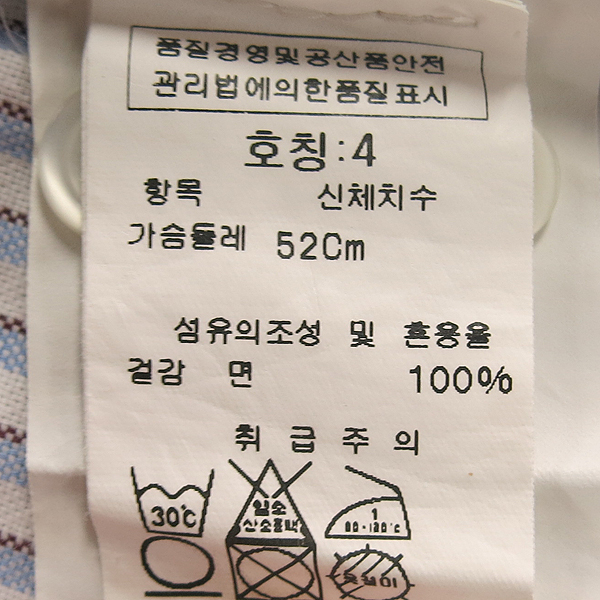 품질경영및공산품안전
관리법에의한품질표시
호칭:4
항목 신체치수
가슴둘레 52Cm
섬유의조성 및 혼용율
겉감 면 100%
취급주의
30℃
염소
산소표백
1
80-120℃